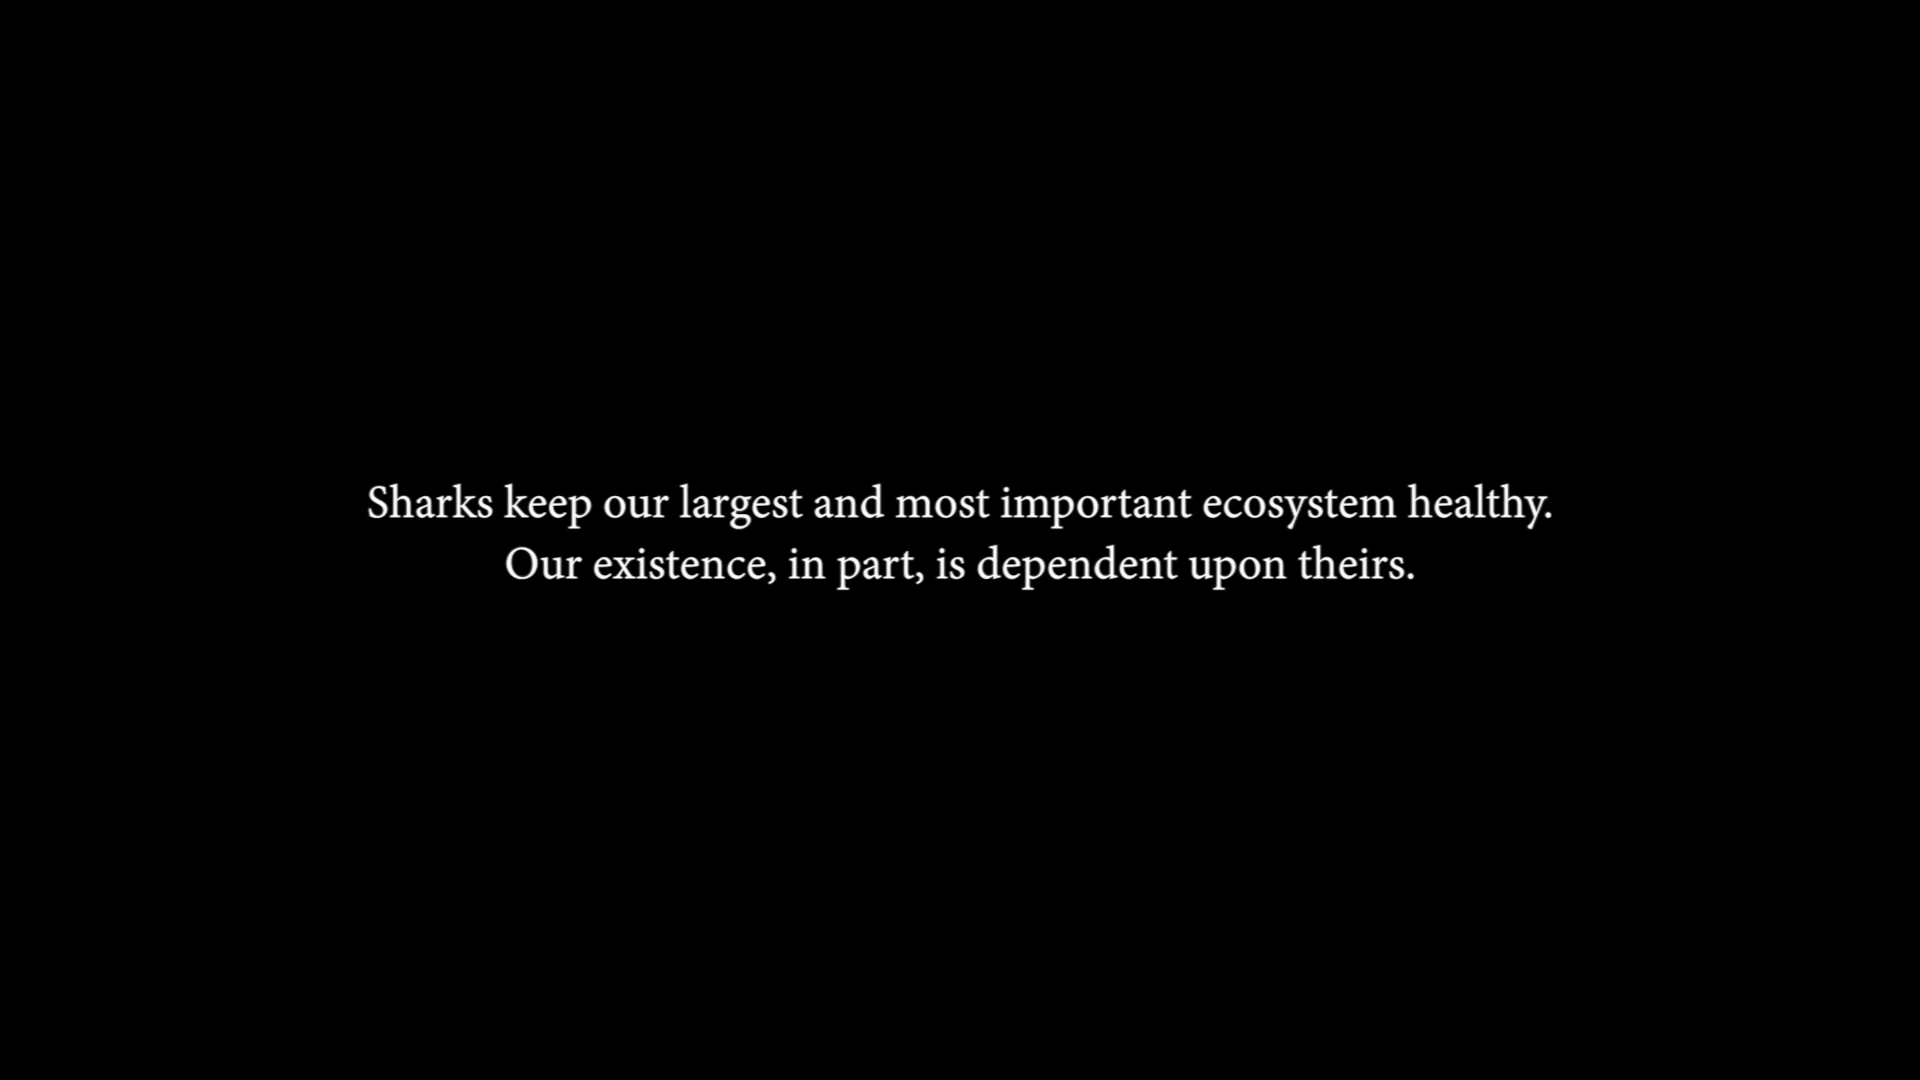 Sharks keep our largest and most important ecosystem healthy.
Our existence, in part, is dependent upon theirs.